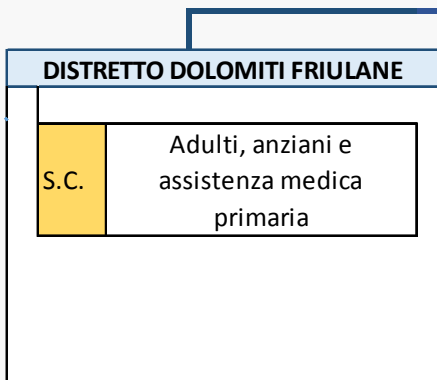 DISTRETTO DOLOMITI FRIULANE
S.C.
Adulti, anziani e
assistenza medica
primaria